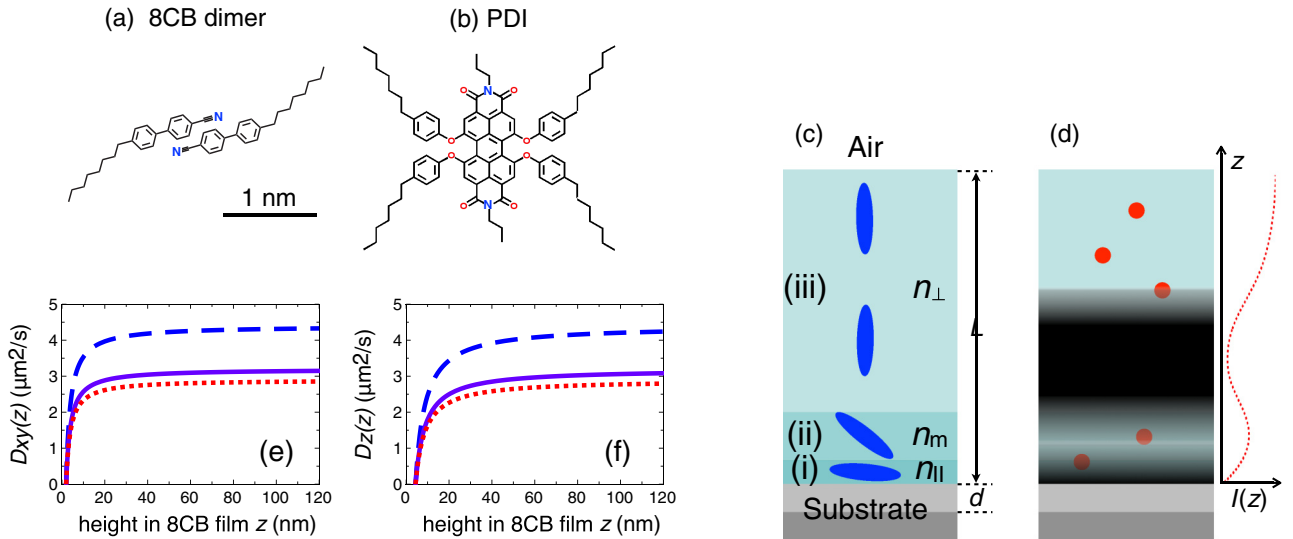 (a) 8CB dimer
(b) PDI
N
N
1 nm
N
O
O
O
O
O
O
O
O
N
(c)
Air
(iii)
n⊥
L
(ii)
nm
(i)
n||
d
Substrate
(d)
z
I(z)
5
4
3
2
1
0
0 20 40 60 80 100 120
Dxy(z) (μm2/s)
height in 8CB film z (nm)
(e)
5
4
3
2
1
0
0 20 40 60 80 100 120
Dz(z) (μm2/s)
height in 8CB film z (nm)
(f)